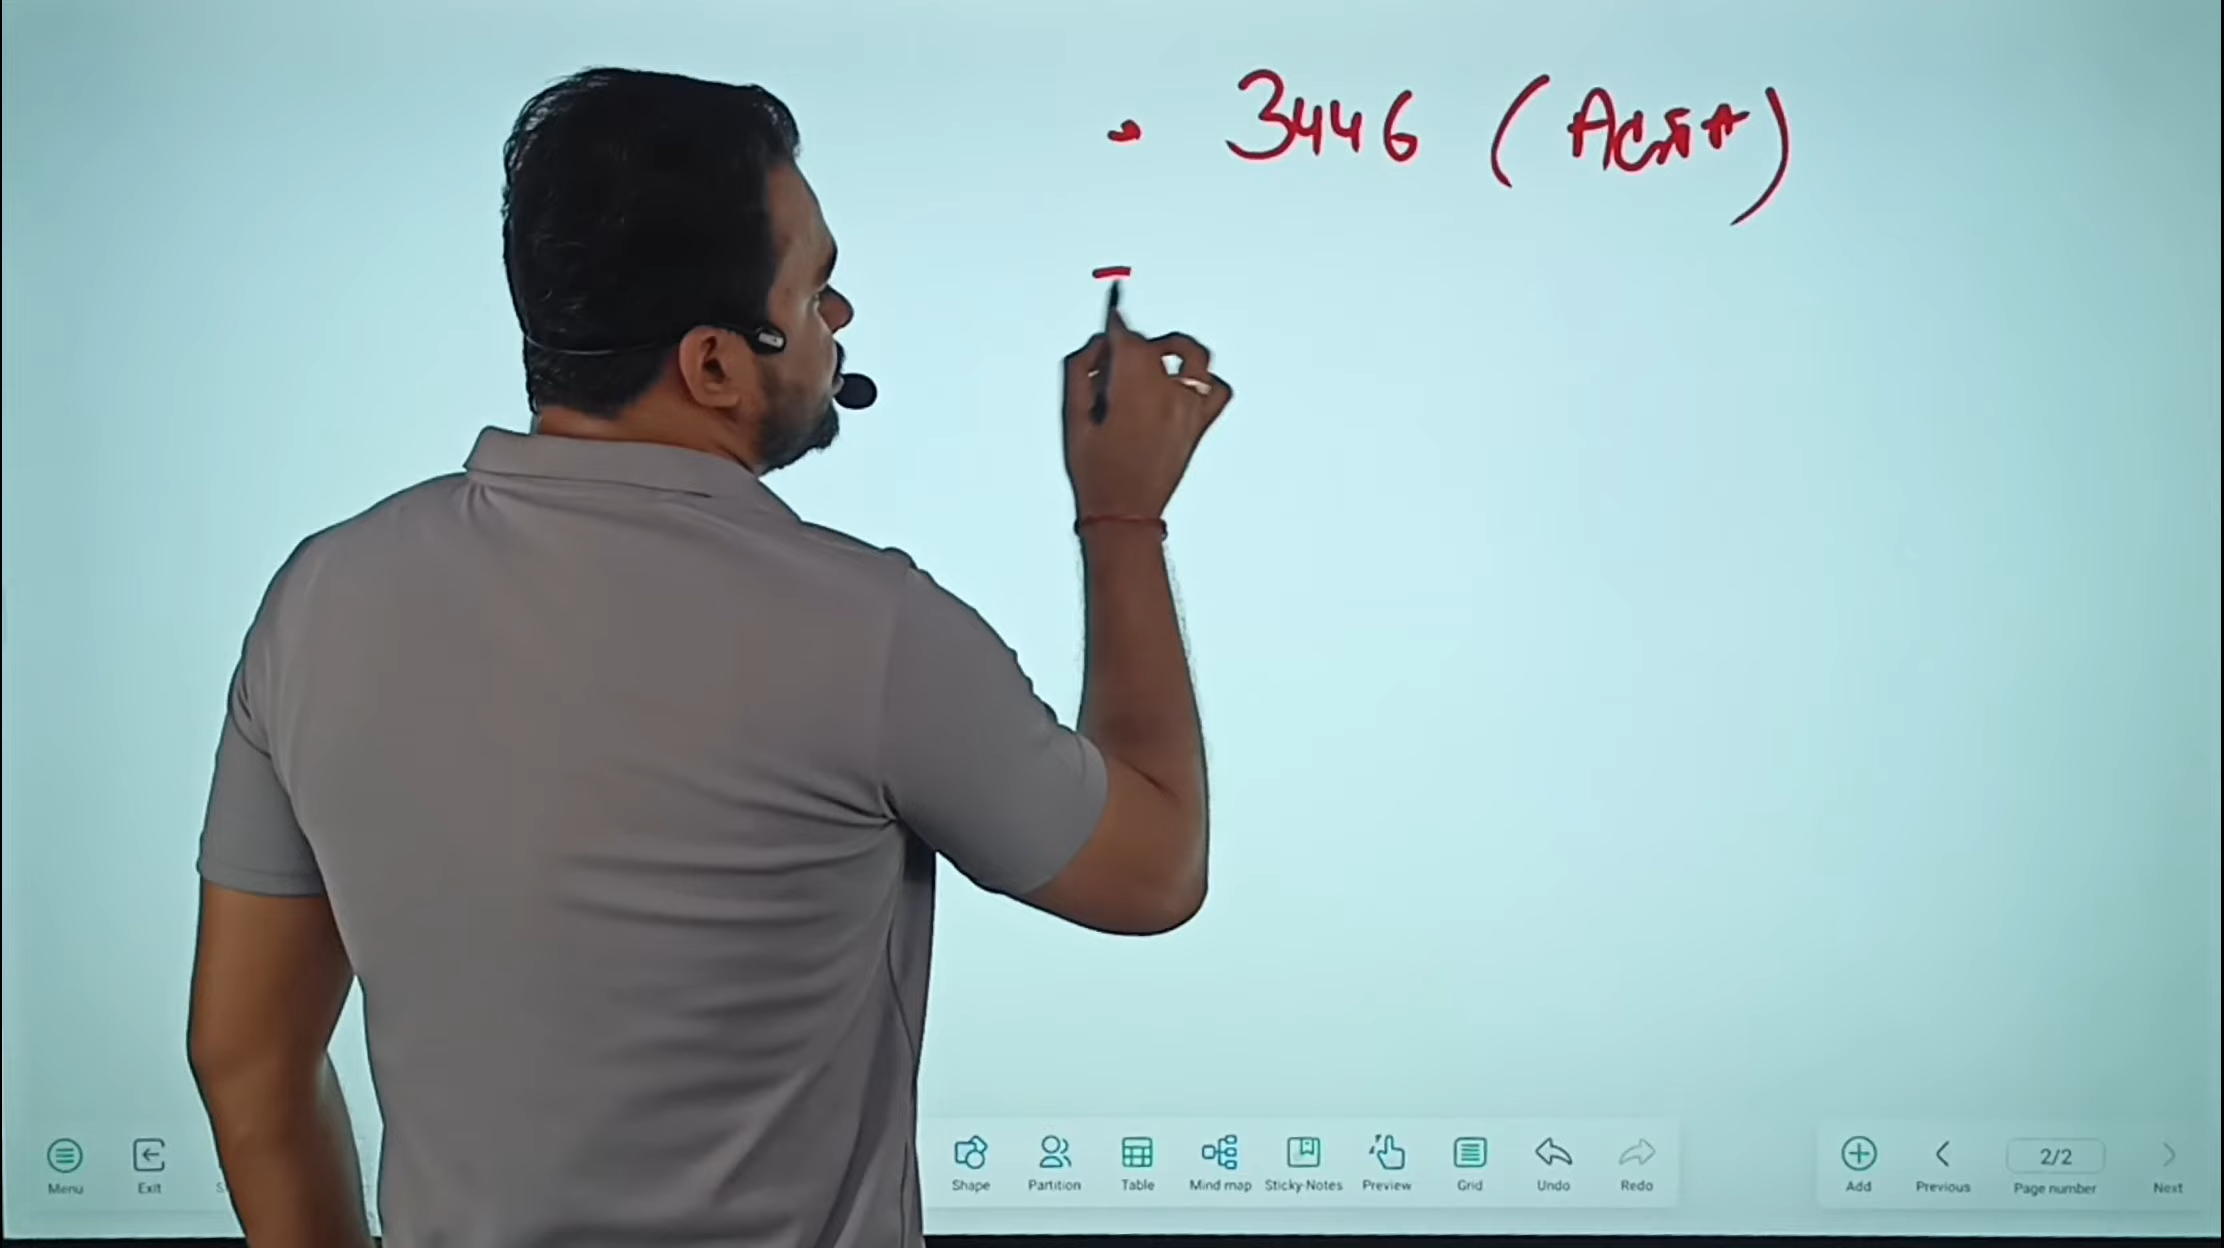 • 3446 (
–
Menu
Exit
Shape
Partition
Table
Mind map
Sticky Notes
Preview
Grid
Undo
Redo
Add
Previous
2/2
Page number
Next